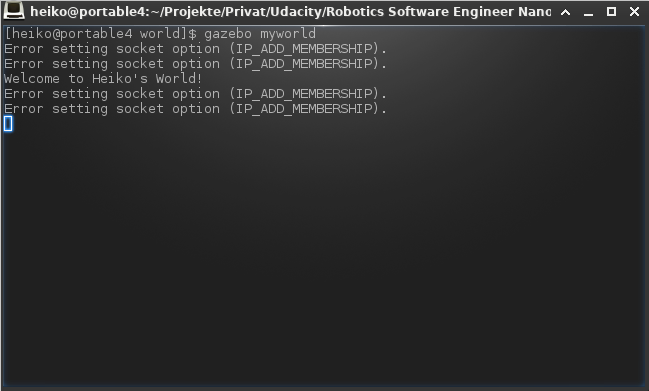 heiko@portable4:~/Projekte/Privat/Udacity/Robotics Software Engineer Nano
[heiko@portable4 world]$ gazebo myworld
Error setting socket option (IP_ADD_MEMBERSHIP).
Error setting socket option (IP_ADD_MEMBERSHIP).
Welcome to Heiko's World!
Error setting socket option (IP_ADD_MEMBERSHIP).
Error setting socket option (IP_ADD_MEMBERSHIP).